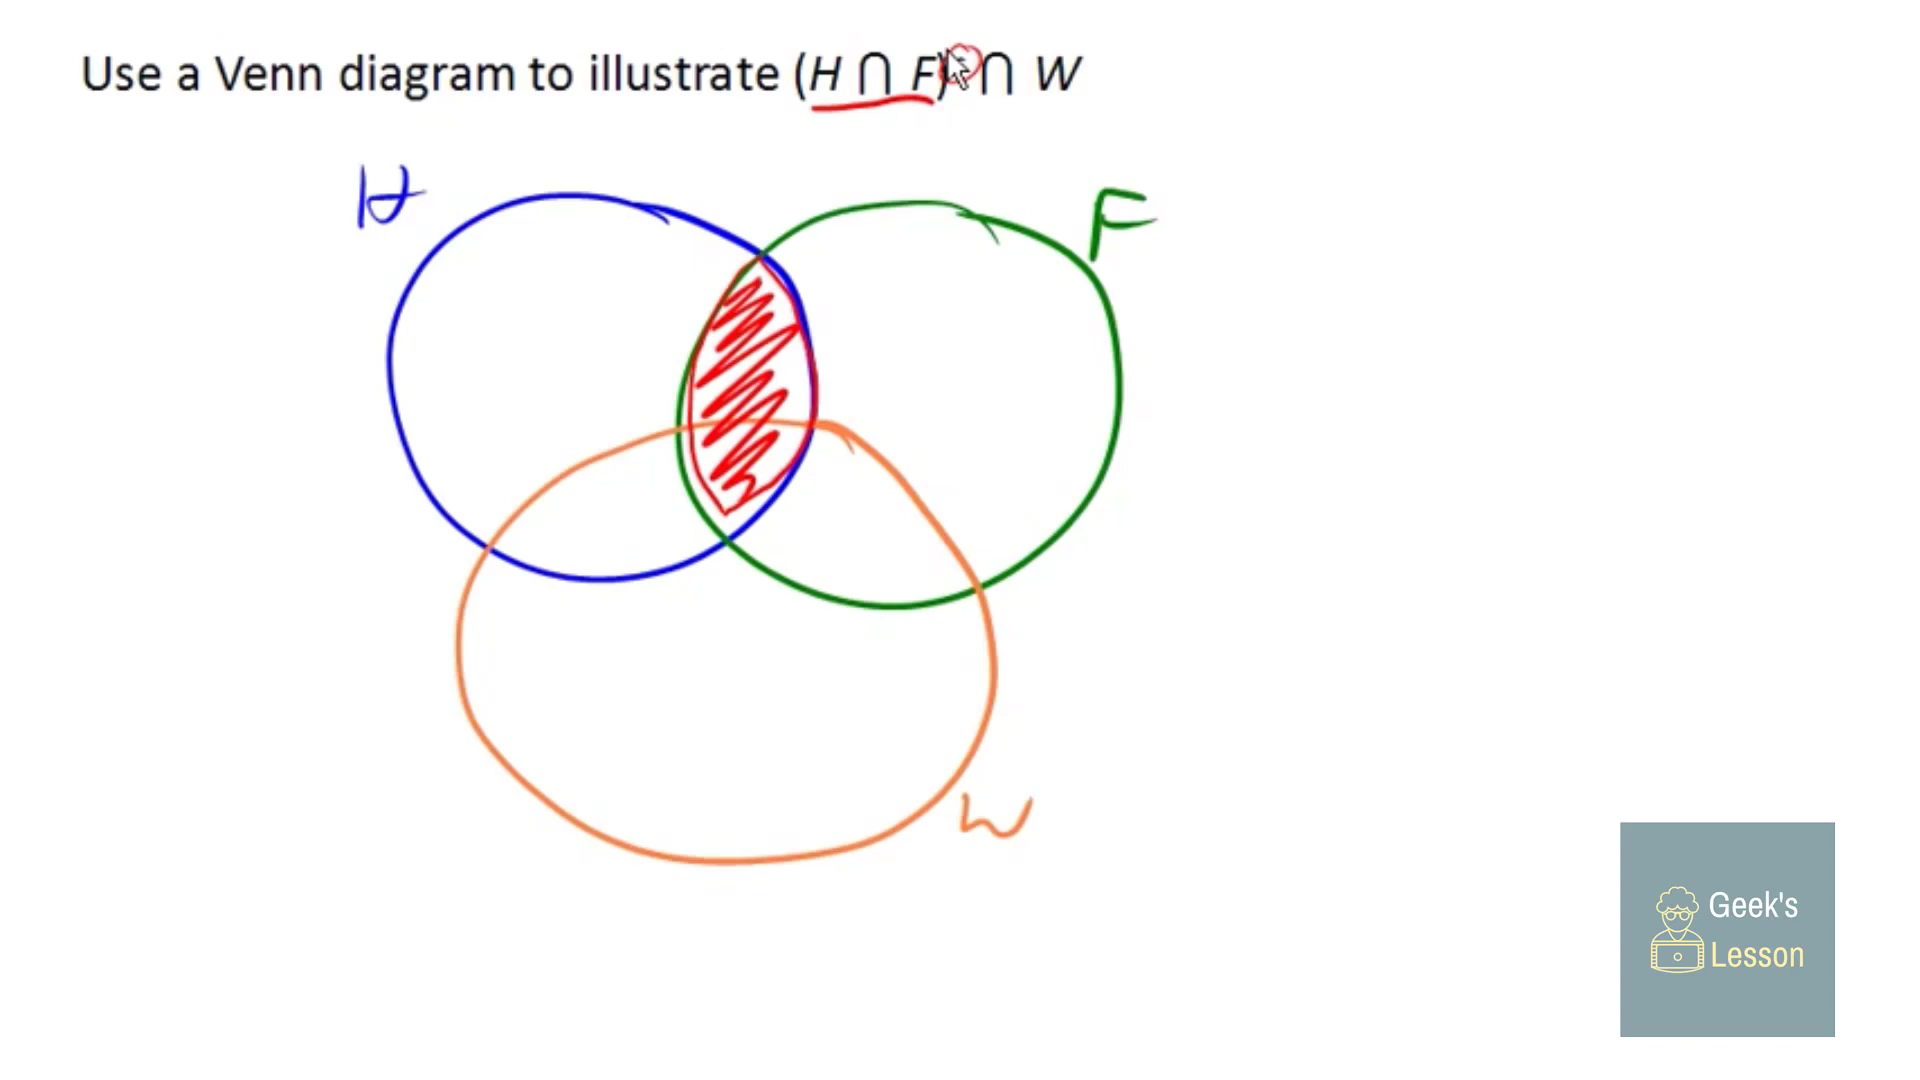 Use a Venn diagram to illustrate (H ⋂ F)ᶜ ⋂ W
H
F
W
Geek's
Lesson